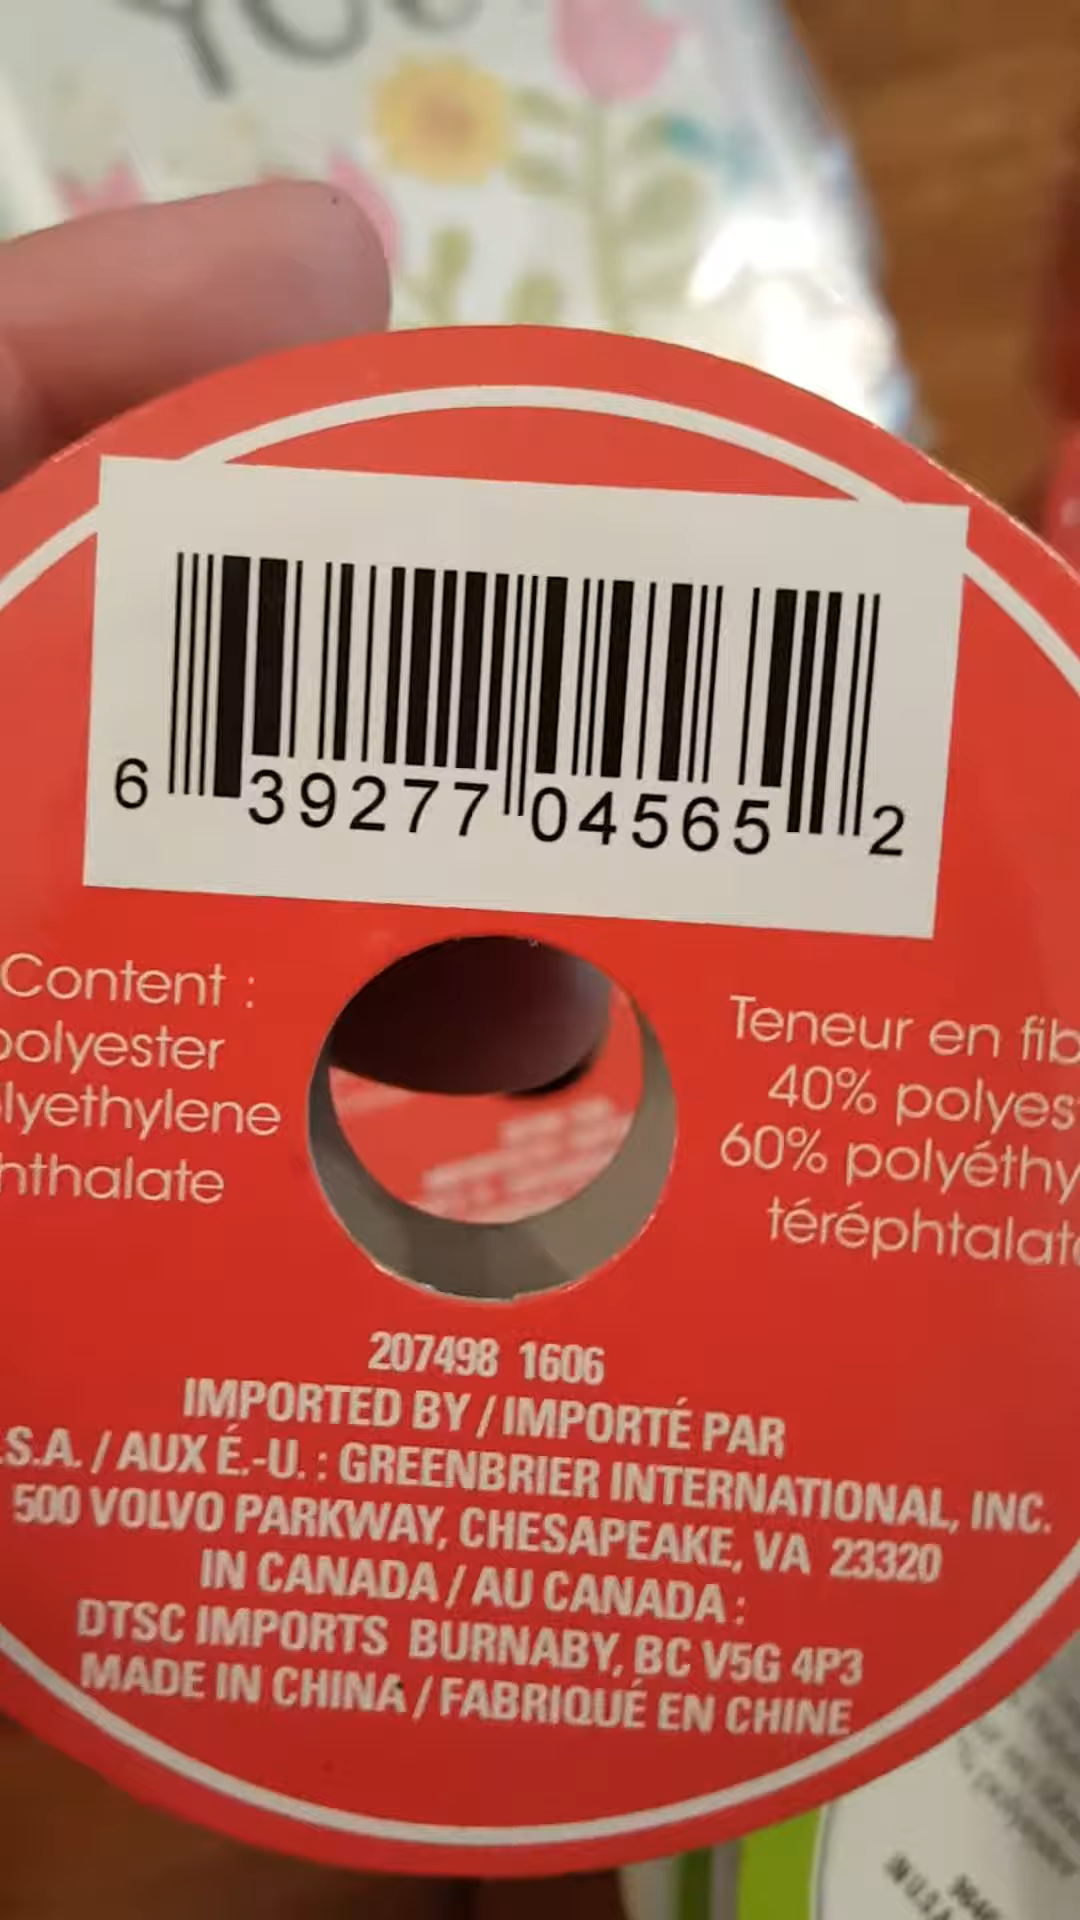 6 39277 04565 2
Content :
polyester
lyethylene
hthalate
Teneur en fib
40% polyes
60% polyéthy
téréphtalat
207498 1606
IMPORTED BY / IMPORTÉ PAR
.S.A. / AUX É.-U. : GREENBRIER INTERNATIONAL, INC.
500 VOLVO PARKWAY, CHESAPEAKE, VA 23320
IN CANADA / AU CANADA :
DTSC IMPORTS BURNABY, BC V5G 4P3
MADE IN CHINA / FABRIQUÉ EN CHINE